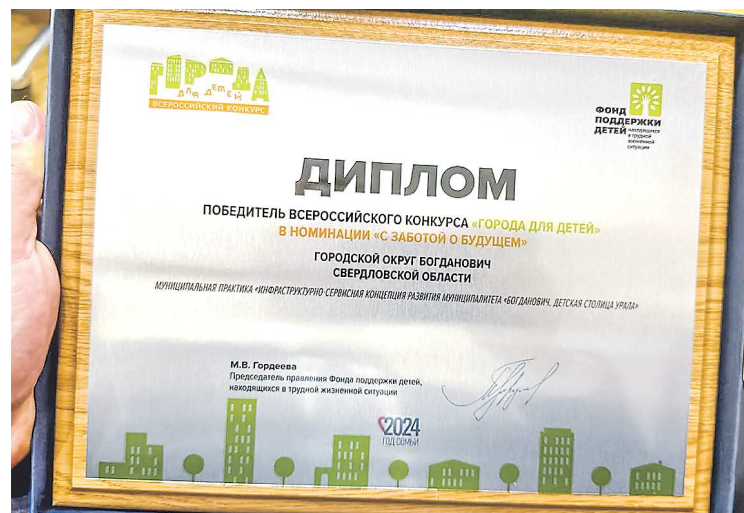 ГОРОДА
ДЛЯ ДЕТЕЙ
ВСЕРОССИЙСКИЙ КОНКУРС
ФОНД
ПОДДЕРЖКИ
ДЕТЕЙ
находящихся
в трудной
жизненной
ситуации
ДИПЛОМ
ПОБЕДИТЕЛЬ ВСЕРОССИЙСКОГО КОНКУРСА «ГОРОДА ДЛЯ ДЕТЕЙ»
В НОМИНАЦИИ «С ЗАБОТОЙ О БУДУЩЕМ»
ГОРОДСКОЙ ОКРУГ БОГДАНОВИЧ
СВЕРДЛОВСКОЙ ОБЛАСТИ
МУНИЦИПАЛЬНАЯ ПРАКТИКА «ИНФРАСТРУКТУРНО-СЕРВИСНАЯ КОНЦЕПЦИЯ РАЗВИТИЯ МУНИЦИПАЛИТЕТА «БОГДАНОВИЧ. ДЕТСКАЯ СТОЛИЦА УРАЛА»
М.В. Гордеева
Председатель правления Фонда поддержки детей,
находящихся в трудной жизненной ситуации
2024
ГОД СЕМЬИ